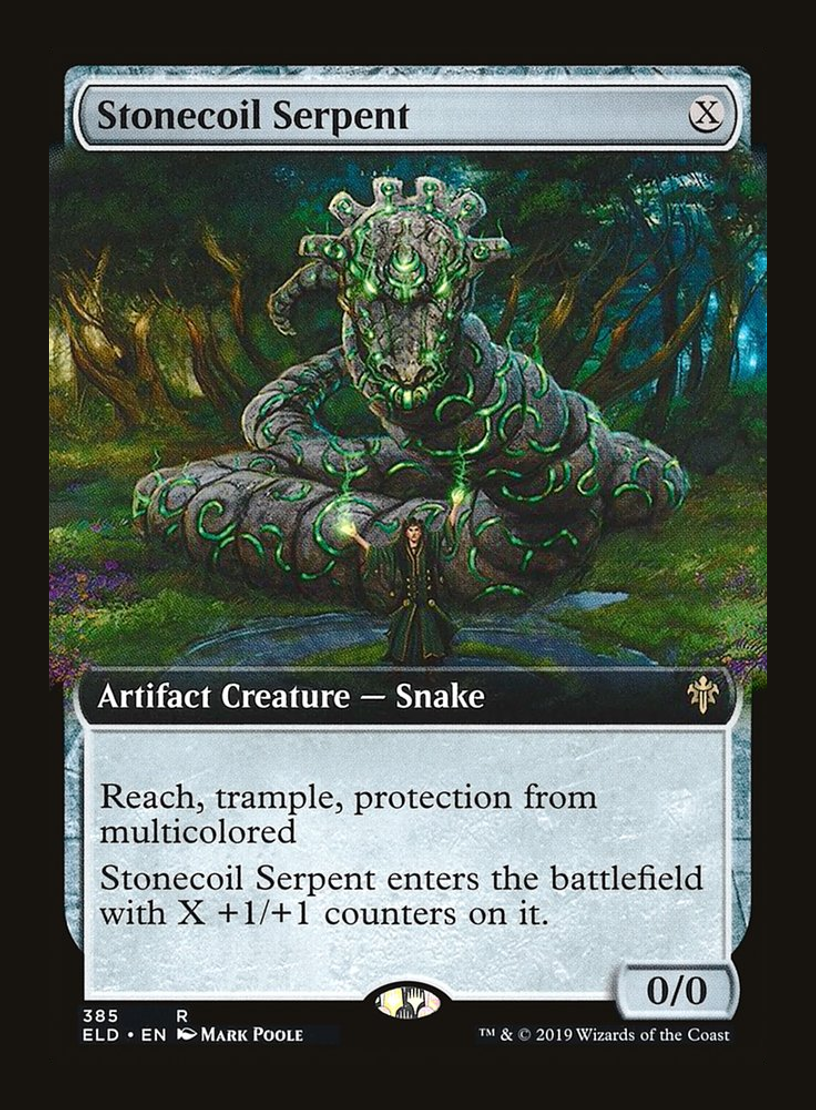 Stonecoil Serpent
X
Artifact Creature — Snake
Reach, trample, protection from
multicolored
Stonecoil Serpent enters the battlefield
with X +1/+1 counters on it.
0/0
385 R
ELD • EN MARK POOLE
™ & © 2019 Wizards of the Coast